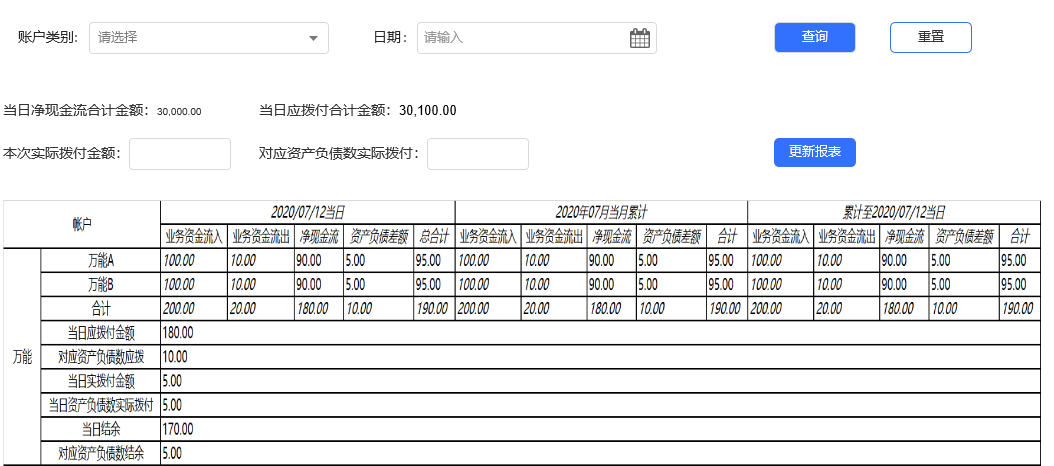 账户类别: 请选择 日期: 请输入 查询 重置
当日净现金流合计金额: 30,000.00 当日应拨付合计金额: 30,100.00
本次实际拨付金额: 对应资产负债数实际拨付: 更新报表
帐户 2020/07/12当日 2020年07月当月累计 累计至2020/07/12当日
业务资金流入 业务资金流出 净现金流 资产负债差额 总合计 业务资金流入 业务资金流出 净现金流 资产负债差额 合计 业务资金流入 业务资金流出 净现金流 资产负债差额 合计
万能A 100.00 10.00 90.00 5.00 95.00 100.00 10.00 90.00 5.00 95.00 100.00 10.00 90.00 5.00 95.00
万能B 100.00 10.00 90.00 5.00 95.00 100.00 10.00 90.00 5.00 95.00 100.00 10.00 90.00 5.00 95.00
合计 200.00 20.00 180.00 10.00 190.00 200.00 20.00 180.00 10.00 190.00 200.00 20.00 180.00 10.00 190.00
当日应拨付金额 180.00
万能 对应资产负债数应拨 10.00
当日实拨付金额 5.00
当日资产负债数实际拨付 5.00
当日结余 170.00
对应资产负债数结余 5.00